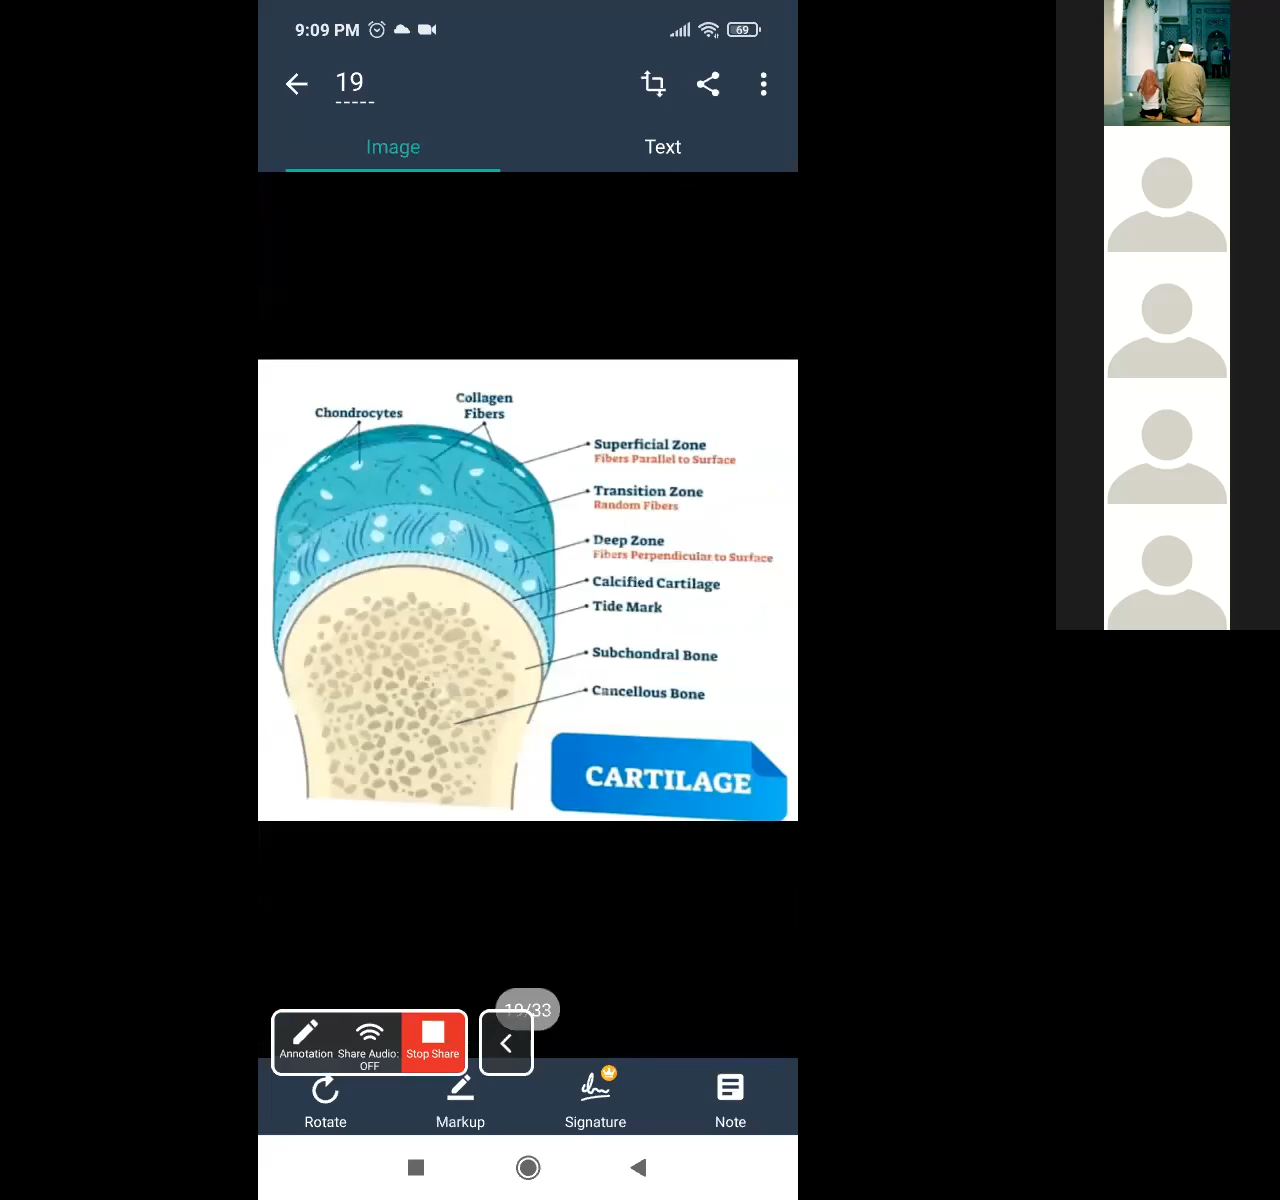 9:09 PM
69
19
Image
Text
Chondrocytes
Collagen
Fibers
Superficial Zone
Fibers Parallel to Surface
Transition Zone
Random Fibers
Deep Zone
Fibers Perpendicular to Surface
Calcified Cartilage
Tide Mark
Subchondral Bone
Cancellous Bone
CARTILAGE
19/33
Annotation
Share Audio:
OFF
Stop Share
Rotate
Markup
Signature
Note